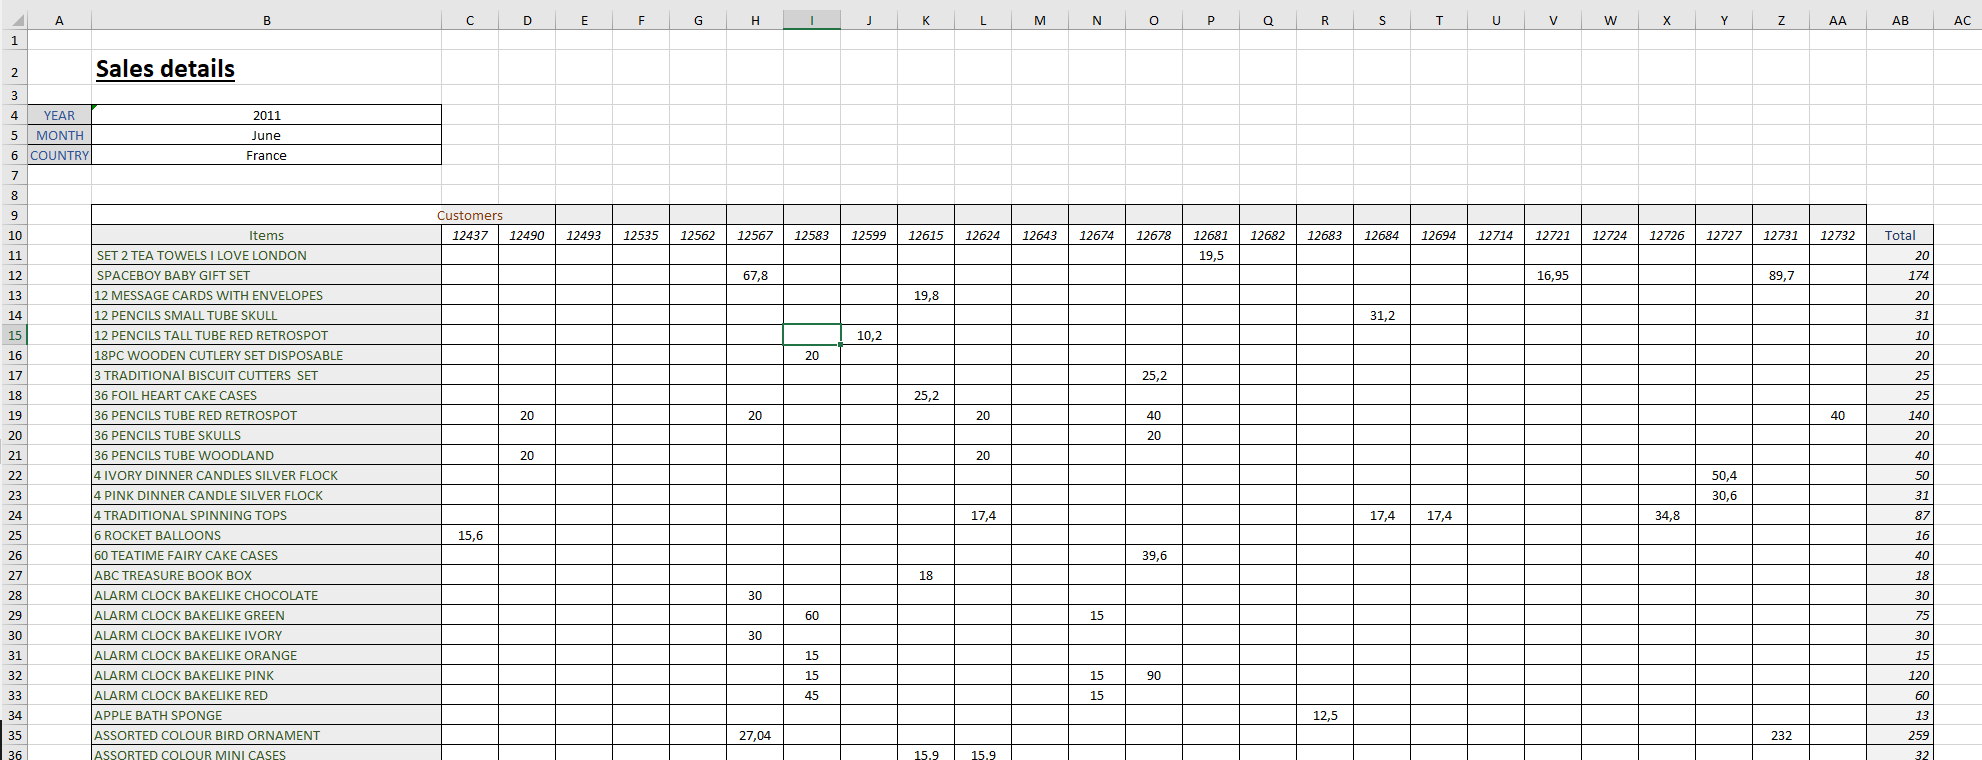 A B C D E F G H I J K L M N O P Q R S T U V W X Y Z AA AB AC
1
2 Sales details
3
4 YEAR 2011
5 MONTH June
6 COUNTRY France
7
8
9 Customers
10 Items 12437 12490 12493 12535 12562 12567 12583 12599 12615 12624 12643 12674 12678 12681 12682 12683 12684 12694 12714 12721 12724 12726 12727 12731 12732 Total
11 SET 2 TEA TOWELS I LOVE LONDON 19,5 20
12 SPACEBOY BABY GIFT SET 67,8 16,95 89,7 174
13 12 MESSAGE CARDS WITH ENVELOPES 19,8 20
14 12 PENCILS SMALL TUBE SKULL 31,2 31
15 12 PENCILS TALL TUBE RED RETROSPOT 10,2 10
16 18PC WOODEN CUTLERY SET DISPOSABLE 20 20
17 3 TRADITIONAl BISCUIT CUTTERS  SET 25,2 25
18 36 FOIL HEART CAKE CASES 25,2 25
19 36 PENCILS TUBE RED RETROSPOT 20 20 20 40 40 140
20 36 PENCILS TUBE SKULLS 20 20
21 36 PENCILS TUBE WOODLAND 20 20 40
22 4 IVORY DINNER CANDLES SILVER FLOCK 50,4 50
23 4 PINK DINNER CANDLE SILVER FLOCK 30,6 31
24 4 TRADITIONAL SPINNING TOPS 17,4 17,4 17,4 34,8 87
25 6 ROCKET BALLOONS 15,6 16
26 60 TEATIME FAIRY CAKE CASES 39,6 40
27 ABC TREASURE BOOK BOX 18 18
28 ALARM CLOCK BAKELIKE CHOCOLATE 30 30
29 ALARM CLOCK BAKELIKE GREEN 60 15 75
30 ALARM CLOCK BAKELIKE IVORY 30 30
31 ALARM CLOCK BAKELIKE ORANGE 15 15
32 ALARM CLOCK BAKELIKE PINK 15 15 90 120
33 ALARM CLOCK BAKELIKE RED 45 15 60
34 APPLE BATH SPONGE 12,5 13
35 ASSORTED COLOUR BIRD ORNAMENT 27,04 232 259
36 ASSORTED COLOUR MINI CASES 15,9 15,9 32